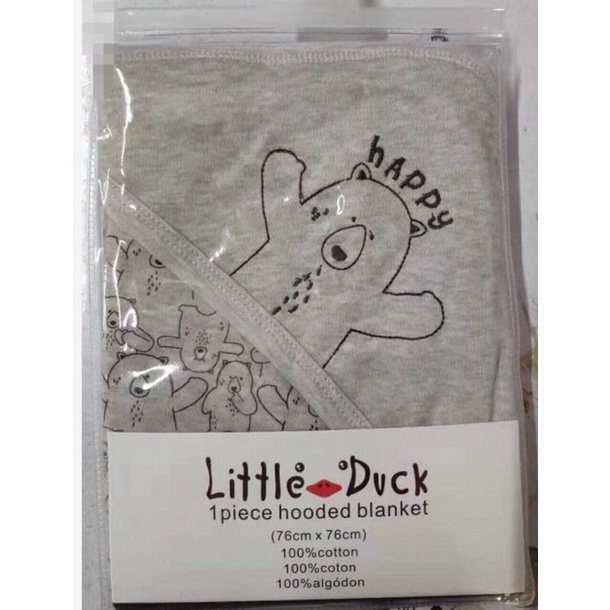 hAPPY
Little Duck
1piece hooded blanket
(76cm x 76cm)
100%cotton
100%coton
100%algódon